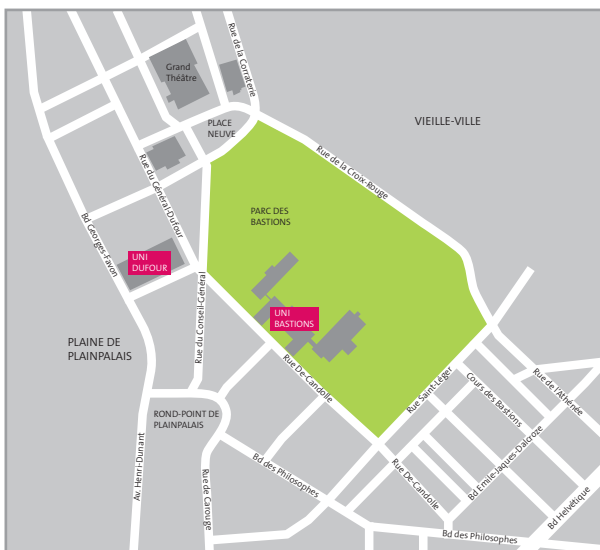 Rue de la Corraterie
Grand
Théâtre
PLACE
NEUVE
VIEILLE-VILLE
Rue de la Croix-Rouge
Rue du Général-Dufour
PARC DES
BASTIONS
Bd Georges-Favon
UNI
DUFOUR
Rue du Conseil-Général
UNI
BASTIONS
PLAINE DE
PLAINPALAIS
Rue De-Candolle
Rue Saint-Léger
Cours des Bastions
Rue de l'Athénée
ROND-POINT DE
PLAINPALAIS
Av. Henri-Dunant
Rue de Carouge
Bd des Philosophes
Rue De-Candolle
Bd Emile-Jaques-Dalcroze
Bd Helvétique
Bd des Philosophes